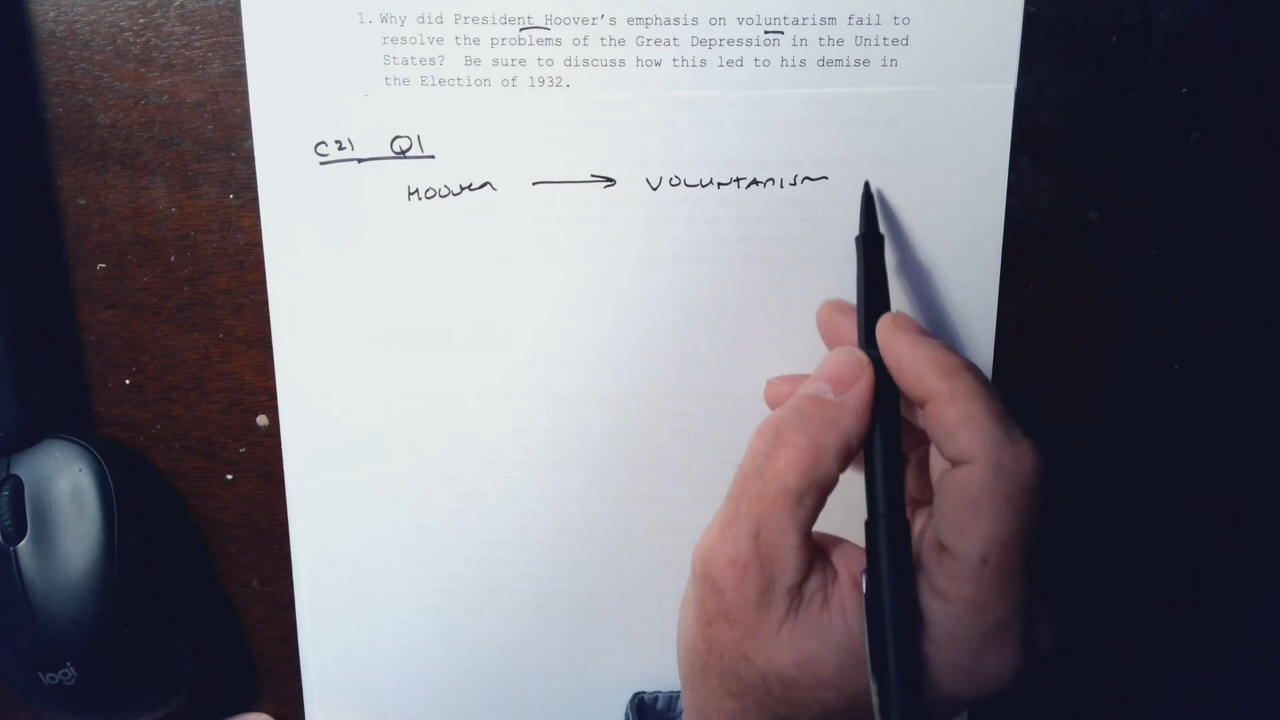 1. Why did President Hoover's emphasis on voluntarism fail to
resolve the problems of the Great Depression in the United
States? Be sure to discuss how this led to his demise in
the Election of 1932.
C21 Q1
HOOVER → VOLUNTARISM
logi